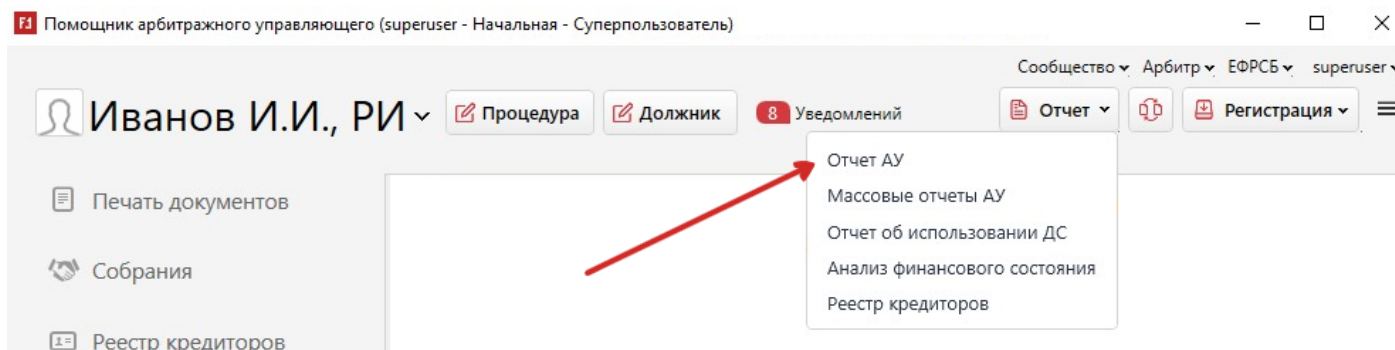 Помощник арбитражного управляющего (superuser - Начальная - Суперпользователь)
Сообщество Арбитр ЕФРСБ superuser
Иванов И.И., РИ Процедура Должник 8 Уведомлений Отчет Регистрация
Отчет АУ
Массовые отчеты АУ
Отчет об использовании ДС
Анализ финансового состояния
Реестр кредиторов
Печать документов
Собрания
Реестр кредиторов